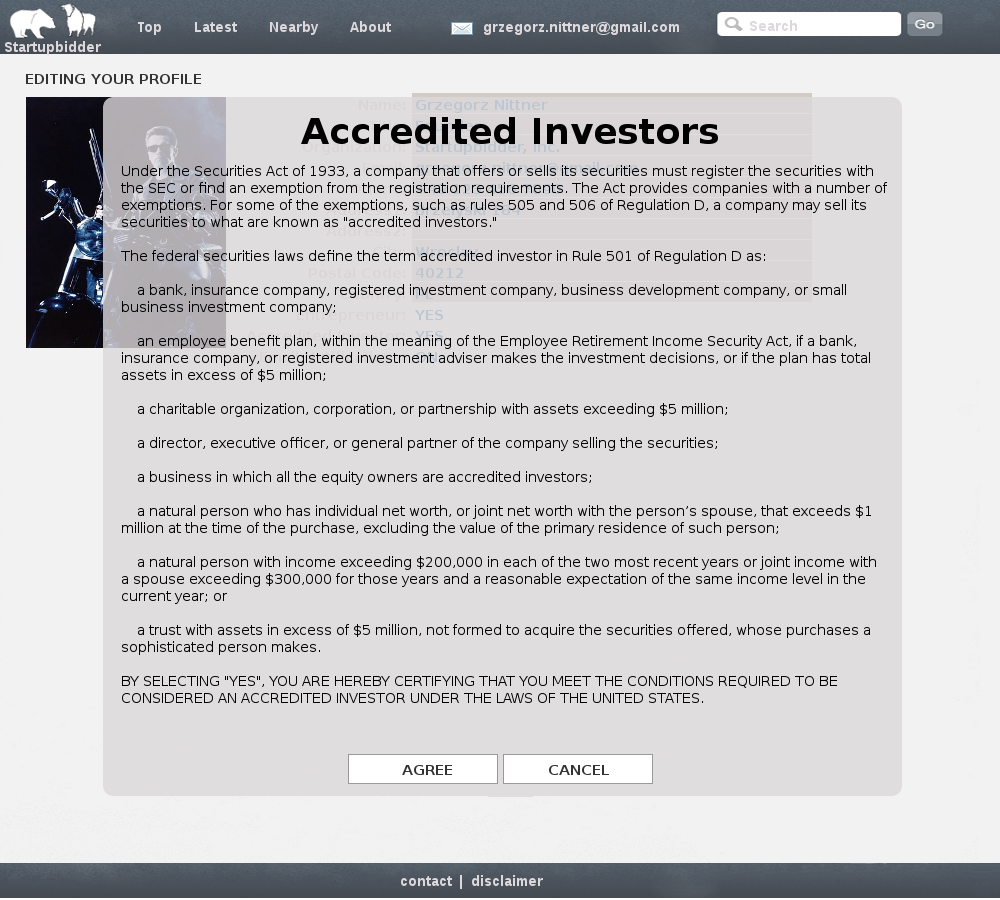 Top Latest Nearby About grzegorz.nittner@gmail.com Search Go
Startupbidder
EDITING YOUR PROFILE
Name: Grzegorz Nittner
Accredited Investors
Startupbidder, Inc.
Under the Securities Act of 1933, a company that offers or sells its securities must register the securities with
the SEC or find an exemption from the registration requirements. The Act provides companies with a number of
exemptions. For some of the exemptions, such as rules 505 and 506 of Regulation D, a company may sell its
securities to what are known as "accredited investors."
The federal securities laws define the term accredited investor in Rule 501 of Regulation D as:
Postal Code: 40212
a bank, insurance company, registered investment company, business development company, or small
business investment company;
YES
YES
an employee benefit plan, within the meaning of the Employee Retirement Income Security Act, if a bank,
insurance company, or registered investment adviser makes the investment decisions, or if the plan has total
assets in excess of $5 million;
a charitable organization, corporation, or partnership with assets exceeding $5 million;
a director, executive officer, or general partner of the company selling the securities;
a business in which all the equity owners are accredited investors;
a natural person who has individual net worth, or joint net worth with the person’s spouse, that exceeds $1
million at the time of the purchase, excluding the value of the primary residence of such person;
a natural person with income exceeding $200,000 in each of the two most recent years or joint income with
a spouse exceeding $300,000 for those years and a reasonable expectation of the same income level in the
current year; or
a trust with assets in excess of $5 million, not formed to acquire the securities offered, whose purchases a
sophisticated person makes.
BY SELECTING "YES", YOU ARE HEREBY CERTIFYING THAT YOU MEET THE CONDITIONS REQUIRED TO BE
CONSIDERED AN ACCREDITED INVESTOR UNDER THE LAWS OF THE UNITED STATES.
AGREE CANCEL
contact | disclaimer